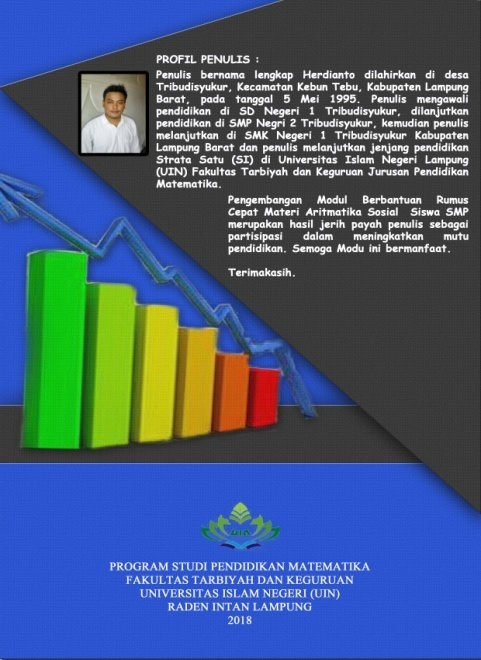 PROFIL PENULIS :
Penulis bernama lengkap Herdianto dilahirkan di desa
Tribudisyukur, Kecamatan Kebun Tebu, Kabupaten Lampung
Barat, pada tanggal 5 Mei 1995. Penulis mengawali
pendidikan di SD Negeri 1 Tribudisyukur, dilanjutkan
pendidikan di SMP Negri 2 Tribudisyukur, kemudian penulis
melanjutkan di SMK Negeri 1 Tribudisyukur Kabupaten
Lampung Barat dan penulis melanjutkan jenjang pendidikan
Strata Satu (SI) di Universitas Islam Negeri Lampung
(UIN) Fakultas Tarbiyah dan Keguruan Jurusan Pendidikan
Matematika.
Pengembangan Modul Berbantuan Rumus
Cepat Materi Aritmatika Sosial Siswa SMP
merupakan hasil jerih payah penulis sebagai
partisipasi dalam meningkatkan mutu
pendidikan. Semoga Modu ini bermanfaat.
Terimakasih.
UIN
PROGRAM STUDI PENDIDIKAN MATEMATIKA
FAKULTAS TARBIYAH DAN KEGURUAN
UNIVERSITAS ISLAM NEGERI (UIN)
RADEN INTAN LAMPUNG
2018